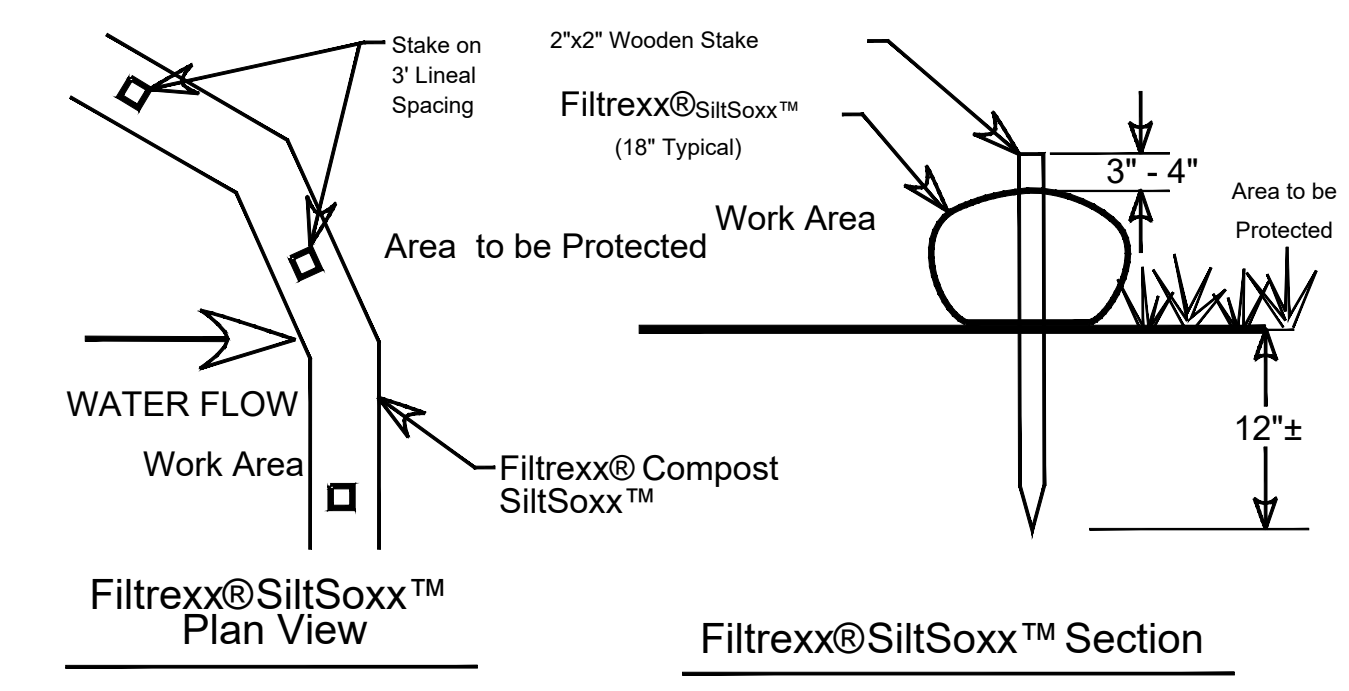 Stake on
3' Lineal
Spacing
Area  to be Protected
WATER FLOW
Work Area
Filtrexx® Compost
SiltSoxx™
Filtrexx®SiltSoxx™
Plan View
2"x2" Wooden Stake
Filtrexx®SiltSoxx™
(18" Typical)
Work Area
3" - 4"
Area to be
Protected
12"±
Filtrexx®SiltSoxx™ Section